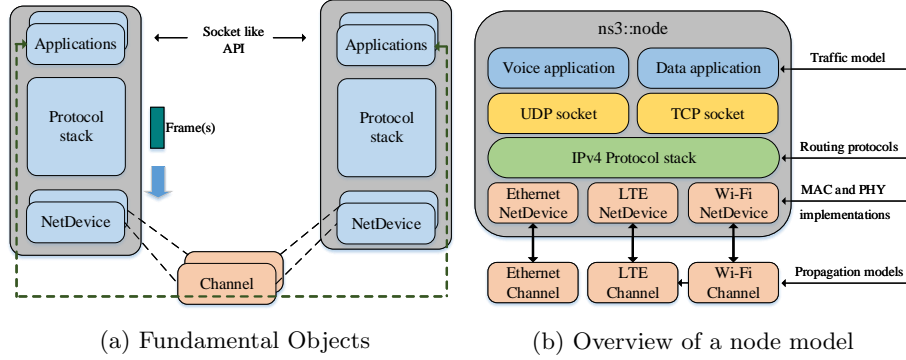 Applications
Socket like
API
Applications
Protocol
stack
Frame(s)
Protocol
stack
NetDevice
NetDevice
Channel
(a) Fundamental Objects
ns3::node
Voice application
Data application
Traffic model
UDP socket
TCP socket
IPv4 Protocol stack
Routing protocols
Ethernet
NetDevice
LTE
NetDevice
Wi-Fi
NetDevice
MAC and PHY
implementations
Ethernet
Channel
LTE
Channel
Wi-Fi
Channel
Propagation models
(b) Overview of a node model